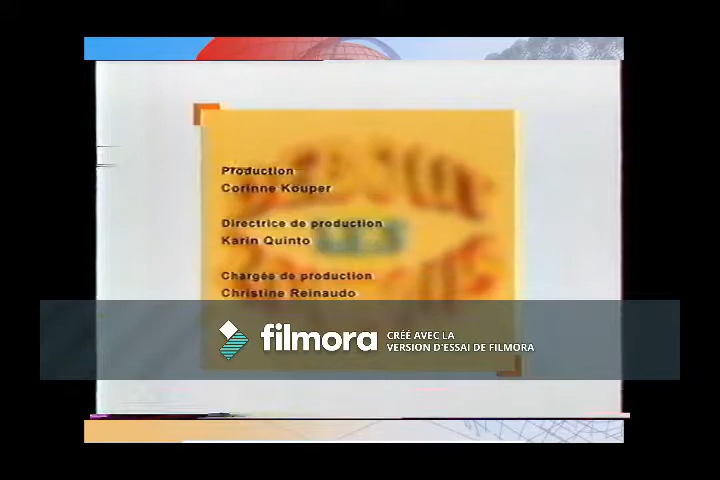 Production
Corinne Kouper
Directrice de production
Karin Quinto
Chargée de production
Christine Reinaudo
filmora
CRÉÉ AVEC LA
VERSION D'ESSAI DE FILMORA